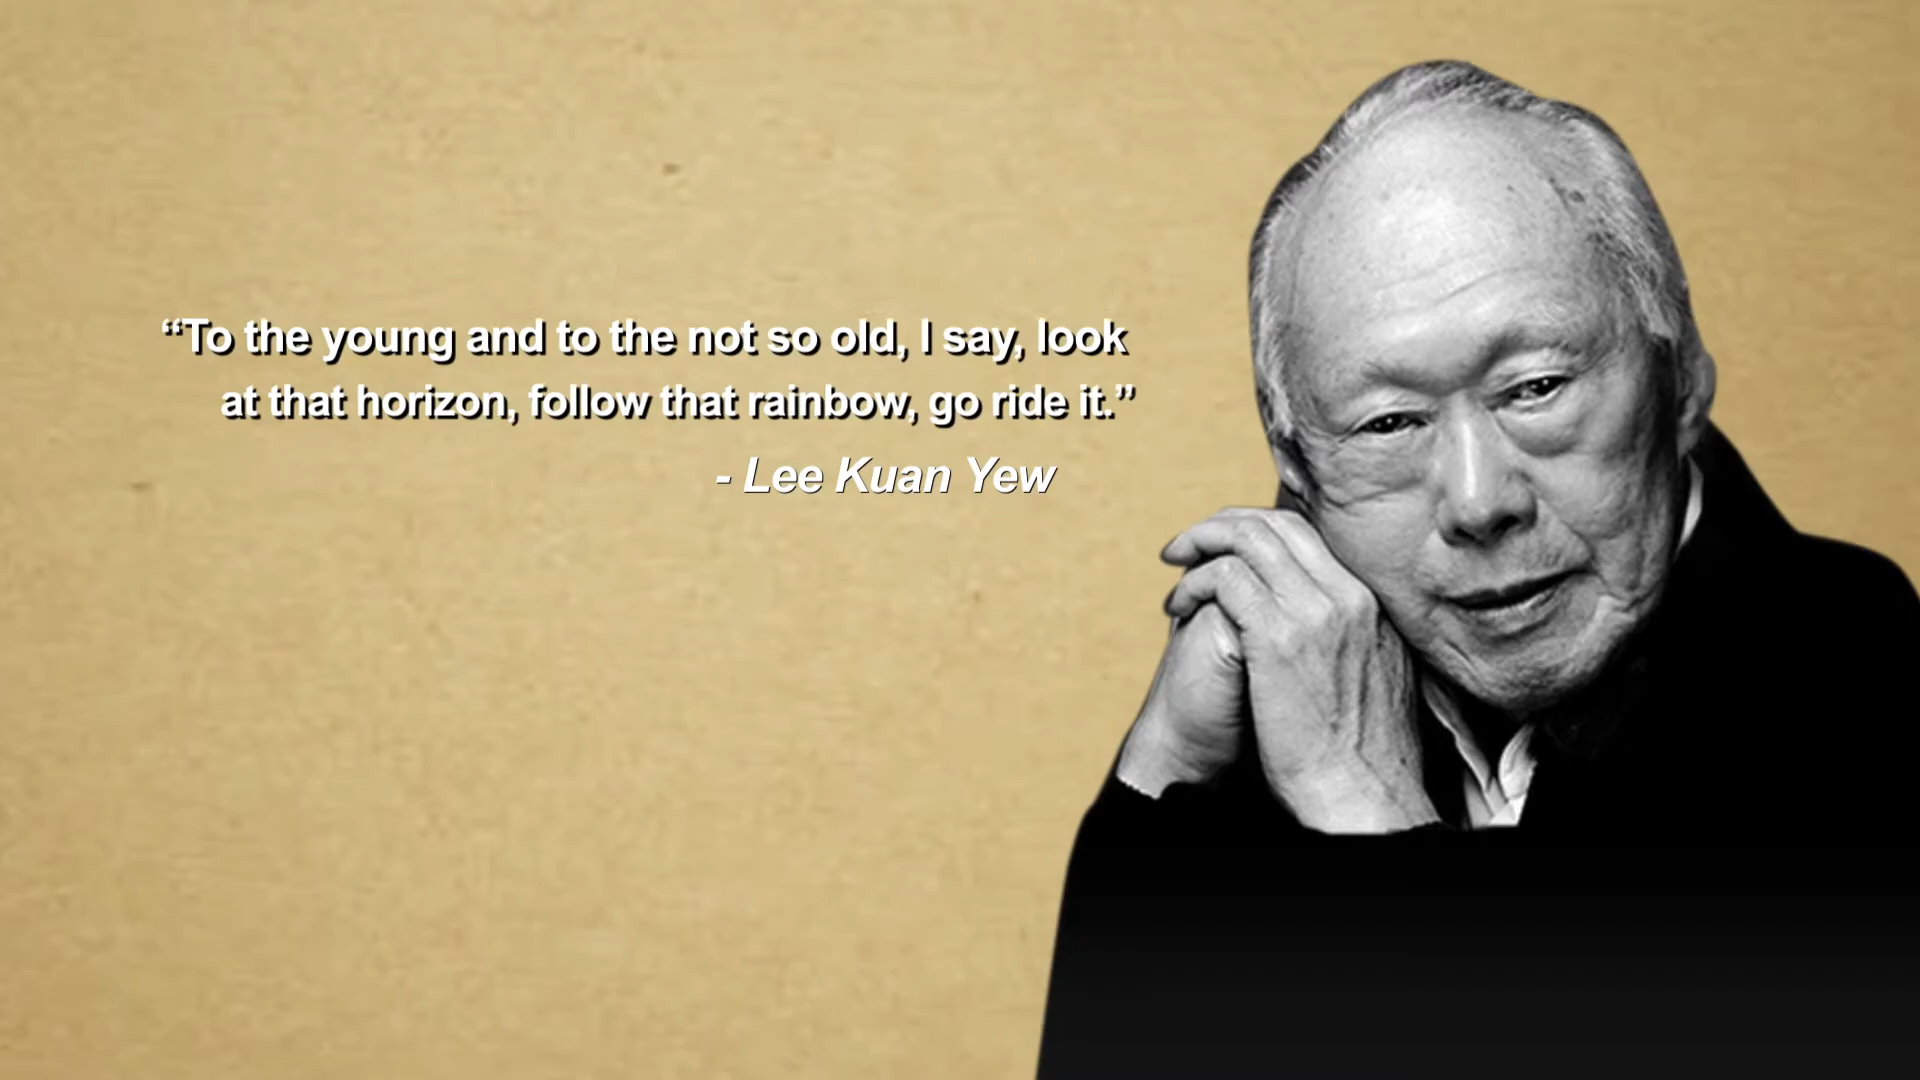 “To the young and to the not so old, I say, look
at that horizon, follow that rainbow, go ride it.”
- Lee Kuan Yew